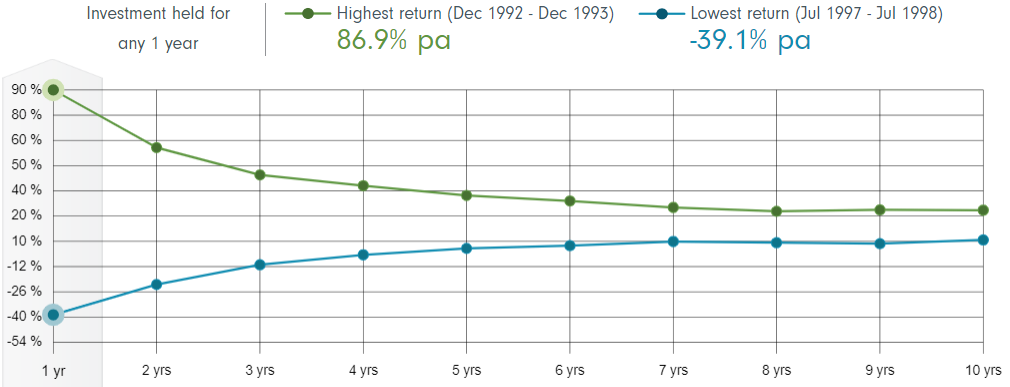 Investment held for
any 1 year
Highest return (Dec 1992 - Dec 1993)
86.9% pa
Lowest return (Jul 1997 - Jul 1998)
-39.1% pa
90 %
80 %
60 %
50 %
40 %
20 %
10 %
-12 %
-26 %
-40 %
-54 %
1 yr 2 yrs 3 yrs 4 yrs 5 yrs 6 yrs 7 yrs 8 yrs 9 yrs 10 yrs